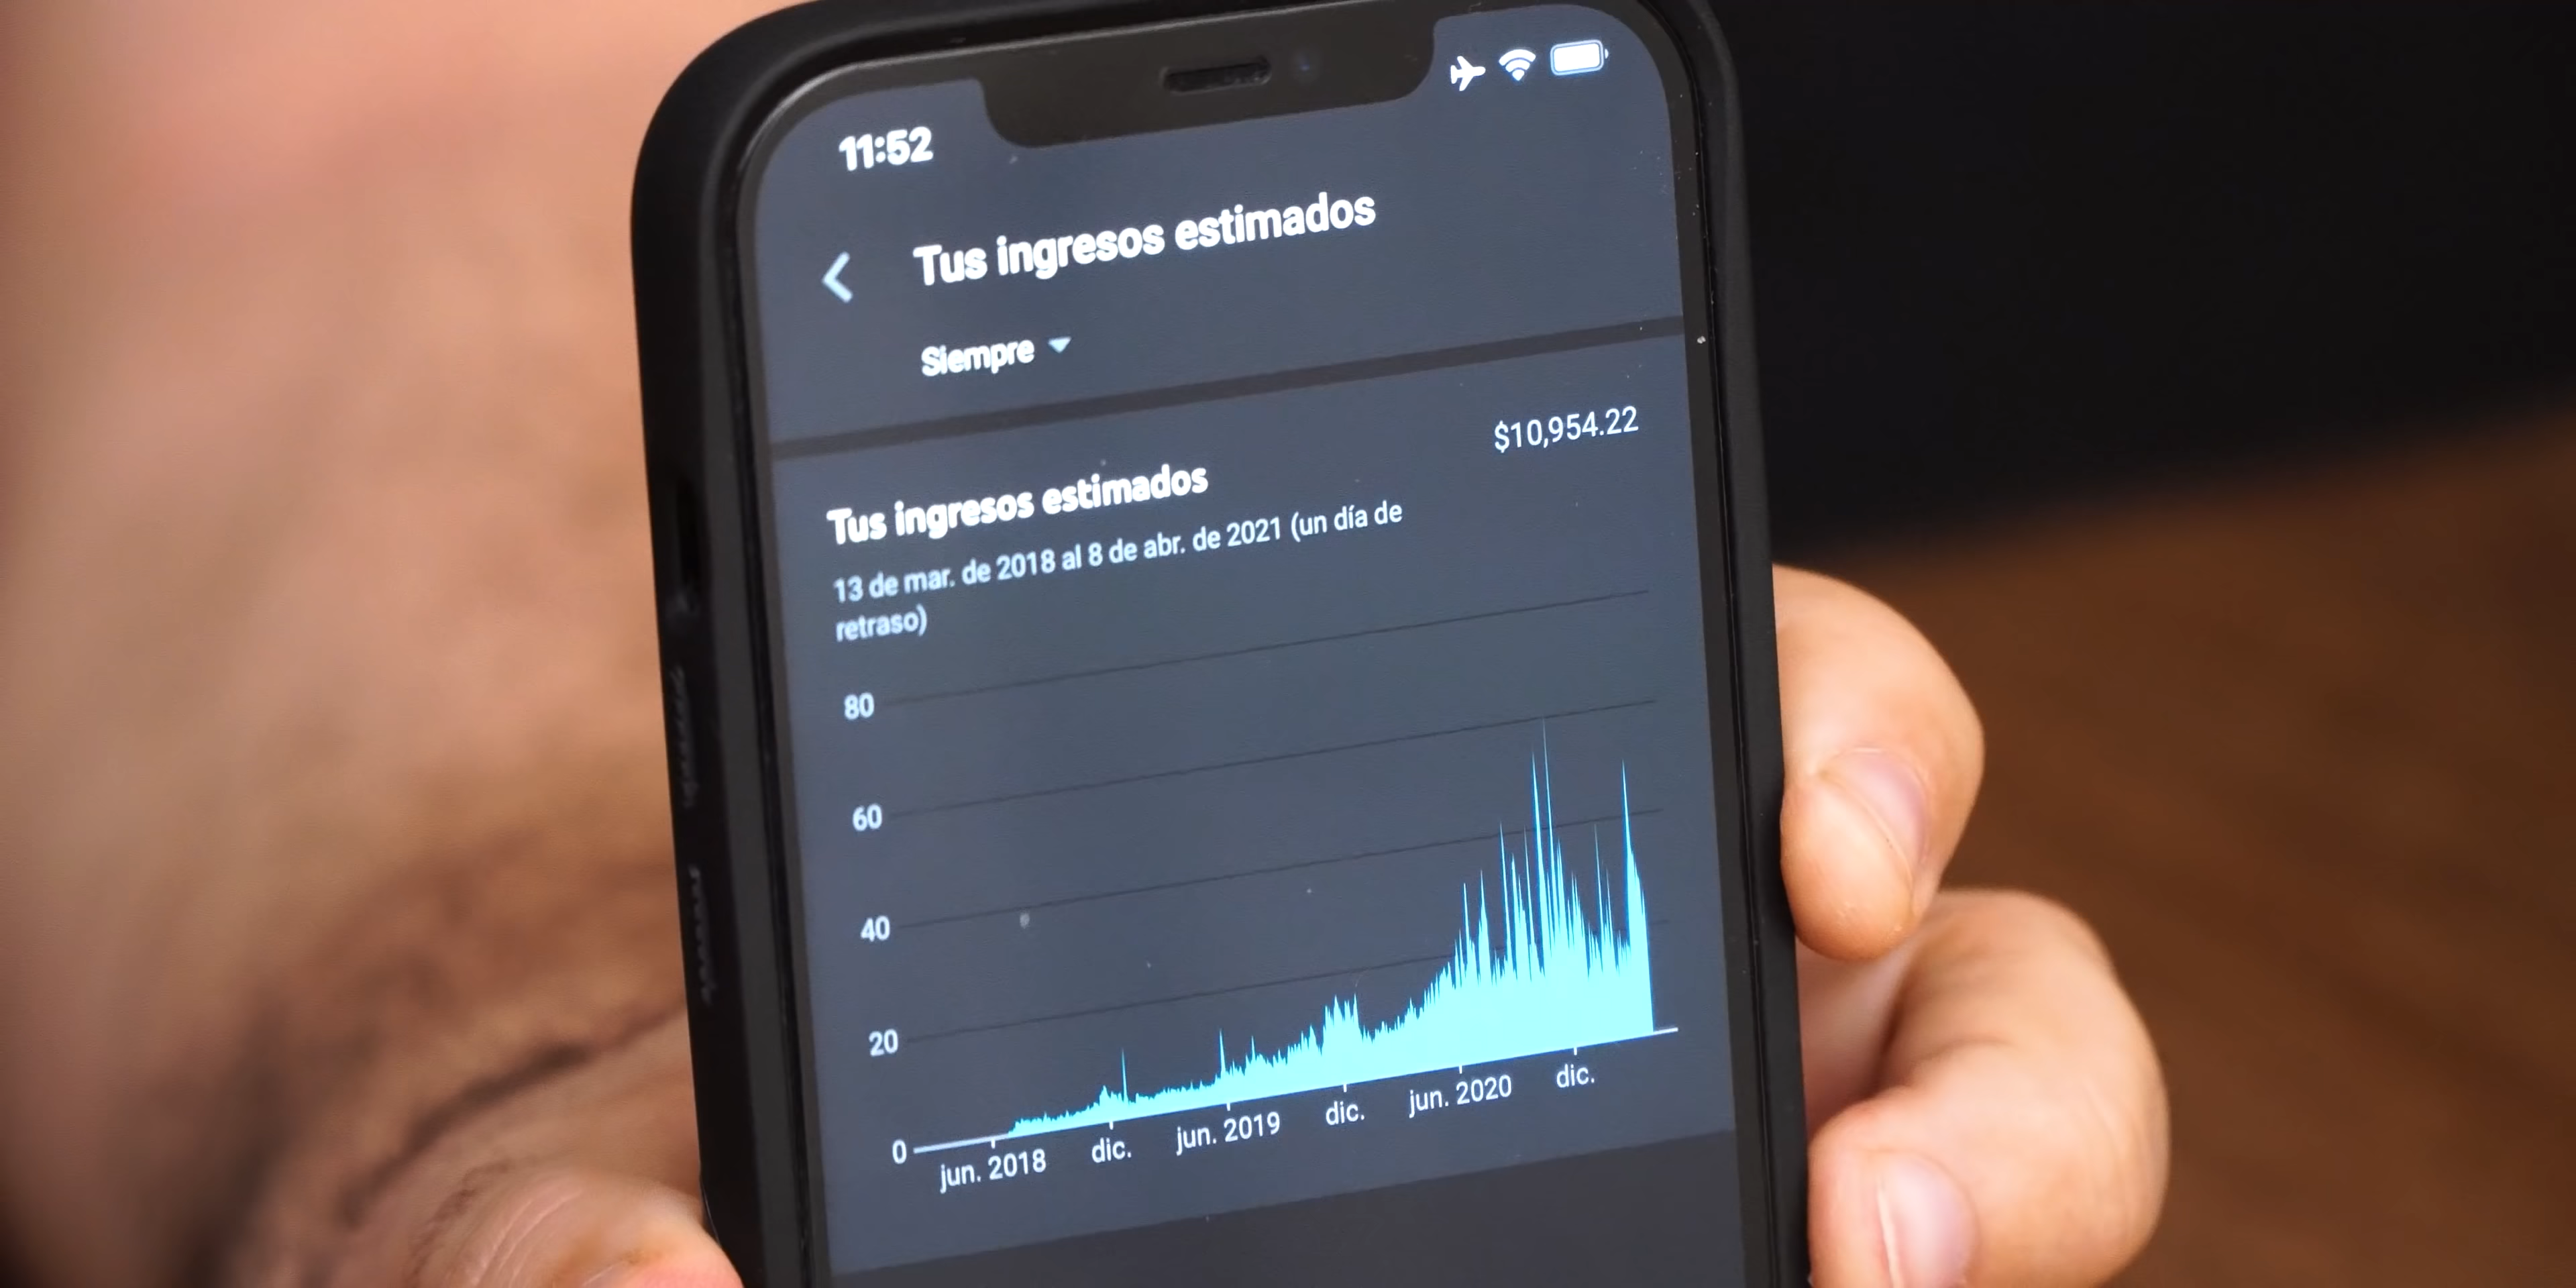 11:52
Tus ingresos estimados
Siempre
$10,954.22
Tus ingresos estimados
13 de mar. de 2018 al 8 de abr. de 2021 (un día de
retraso)
80
60
40
20
0
jun. 2018 dic. jun. 2019 dic. jun. 2020 dic.